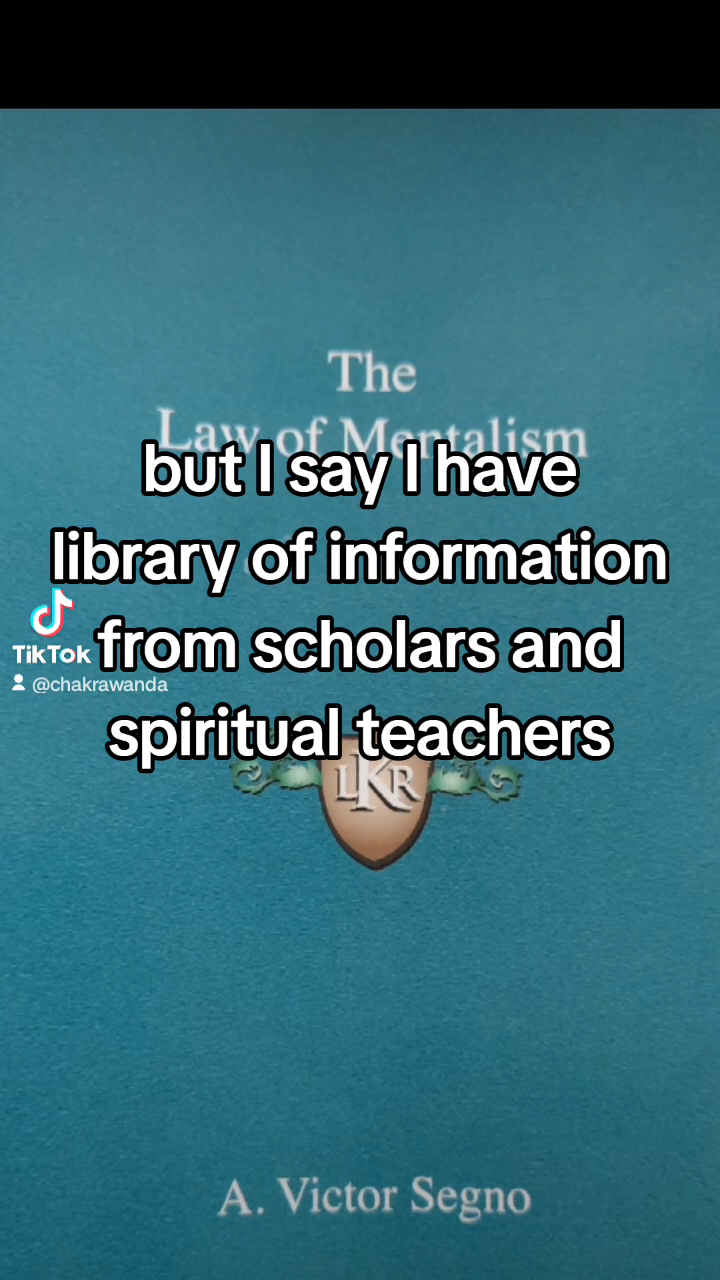 The
Law of Mentalism
but I say I have
library of information
from scholars and
spiritual teachers
TikTok
@chakrawanda
LKR
A. Victor Segno